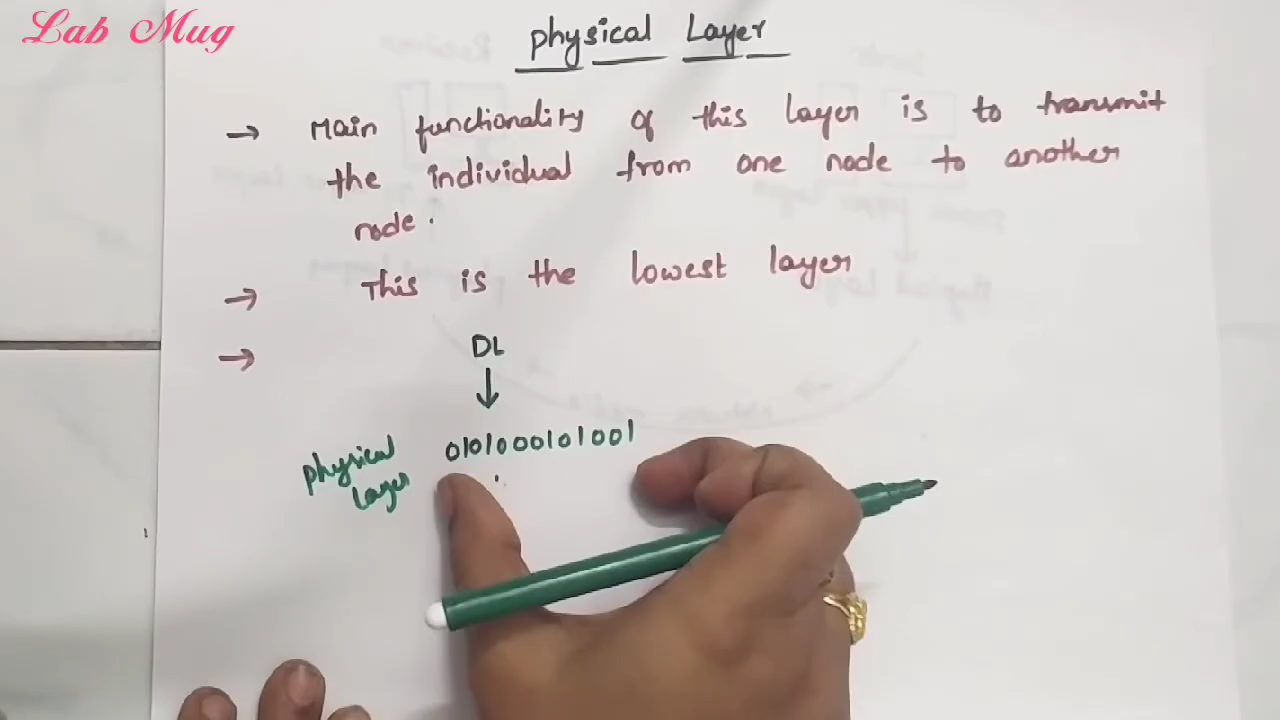 Lab Mug
physical Layer
→ Main functionality of this layer is to transmit
the individual from one node to another
node.
→ This is the lowest layer
→ DL
↓
0101000101001
physical
layer